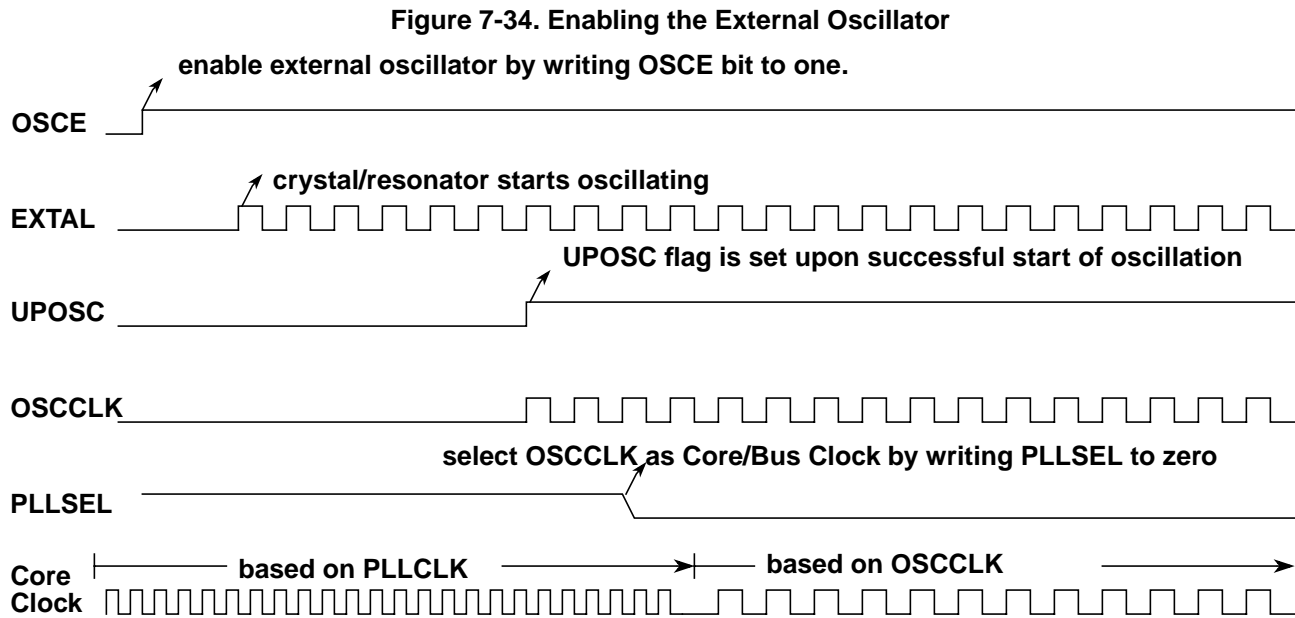 Figure 7-34. Enabling the External Oscillator
enable external oscillator by writing OSCE bit to one.
OSCE
crystal/resonator starts oscillating
EXTAL
UPOSC flag is set upon successful start of oscillation
UPOSC
OSCCLK
select OSCCLK as Core/Bus Clock by writing PLLSEL to zero
PLLSEL
based on PLLCLK
based on OSCCLK
Core
Clock